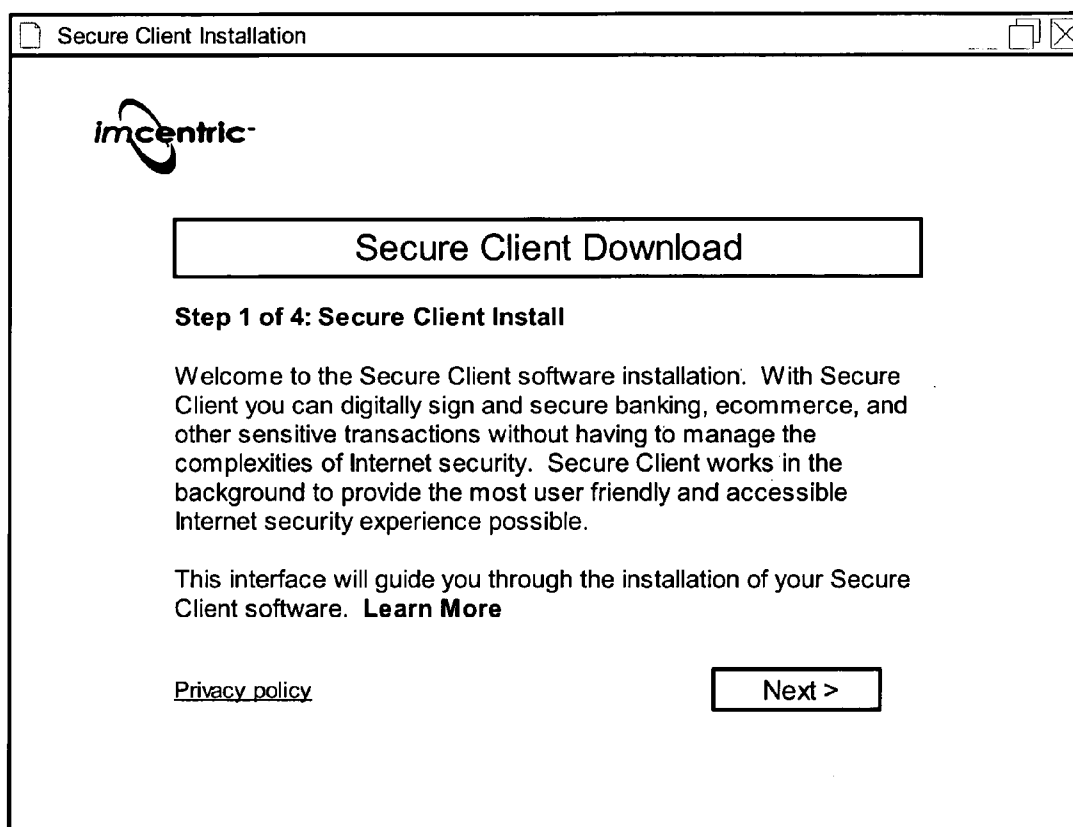 Secure Client Installation
imcentric
Secure Client Download
Step 1 of 4: Secure Client Install
Welcome to the Secure Client software installation. With Secure
Client you can digitally sign and secure banking, ecommerce, and
other sensitive transactions without having to manage the
complexities of Internet security. Secure Client works in the
background to provide the most user friendly and accessible
Internet security experience possible.
This interface will guide you through the installation of your Secure
Client software. Learn More
Privacy policy
Next >